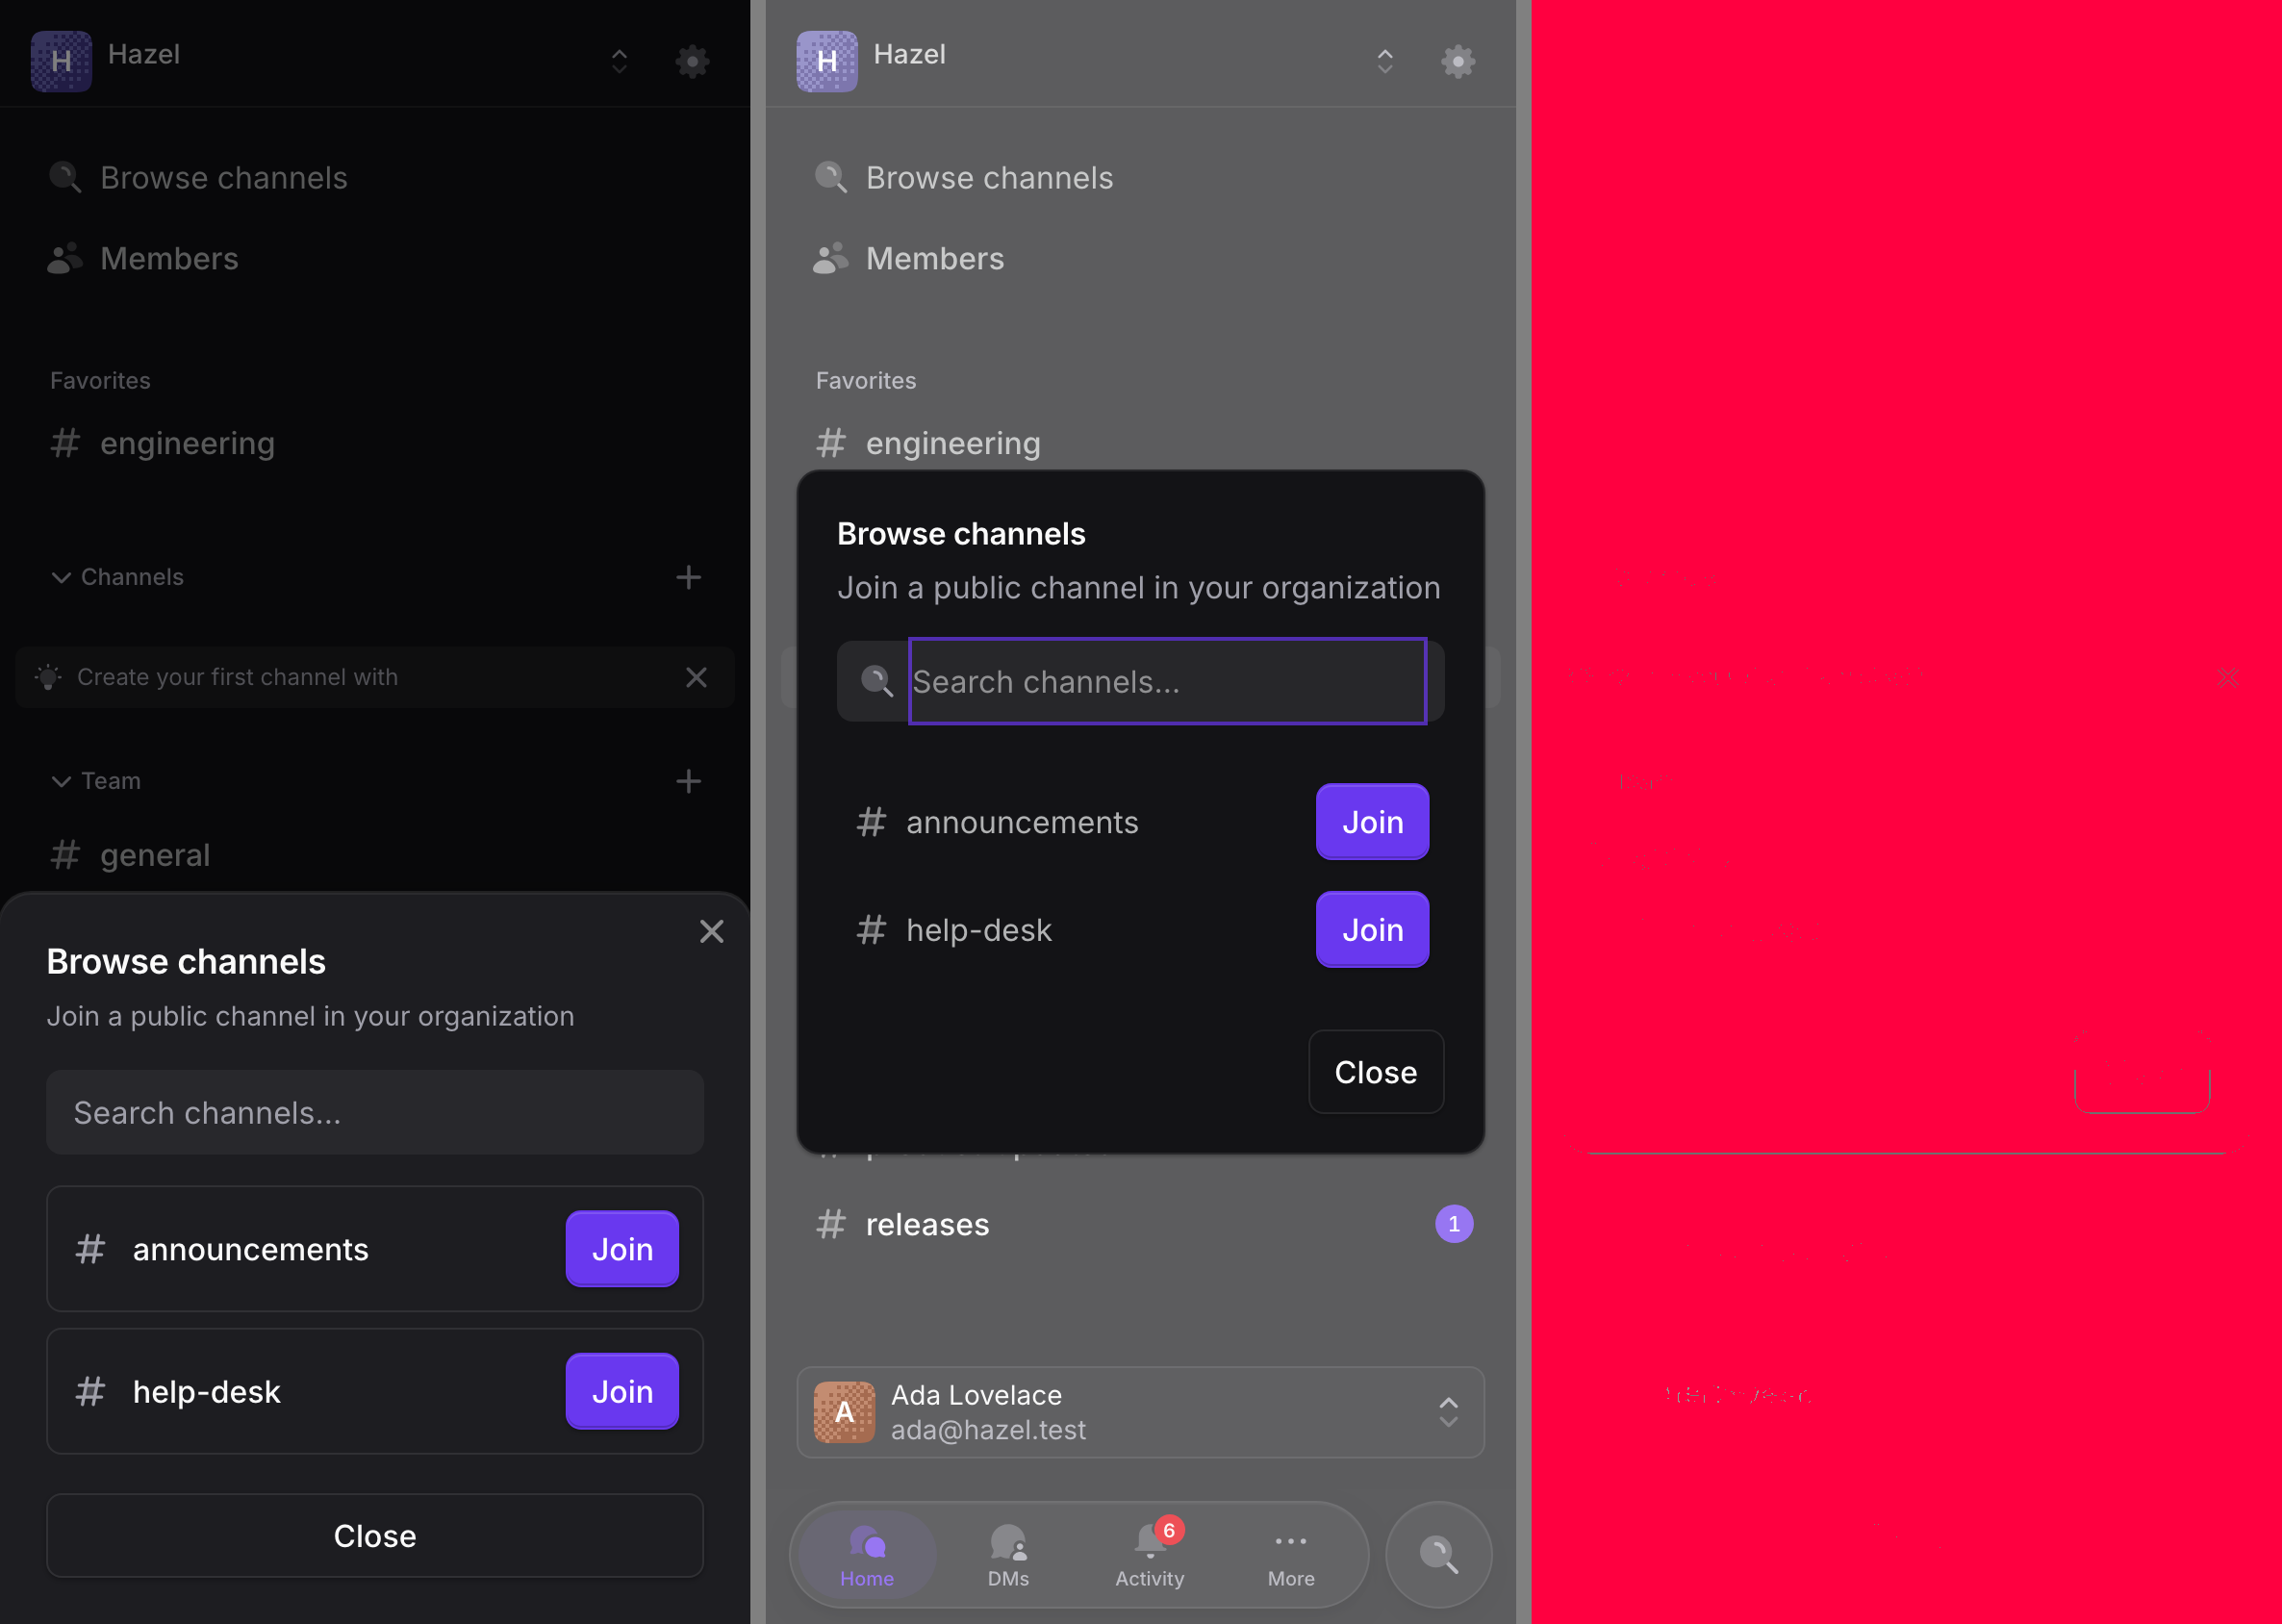 H Hazel
Browse channels
Members
Favorites
# engineering
Channels
Create your first channel with
Team
# general
Browse channels
Join a public channel in your organization
Search channels...
# announcements Join
# help-desk Join
Close
H Hazel
Browse channels
Members
Favorites
# engineering
Browse channels
Join a public channel in your organization
Search channels...
# announcements Join
# help-desk Join
Close
# releases 1
A Ada Lovelace
ada@hazel.test
6
Home DMs Activity More